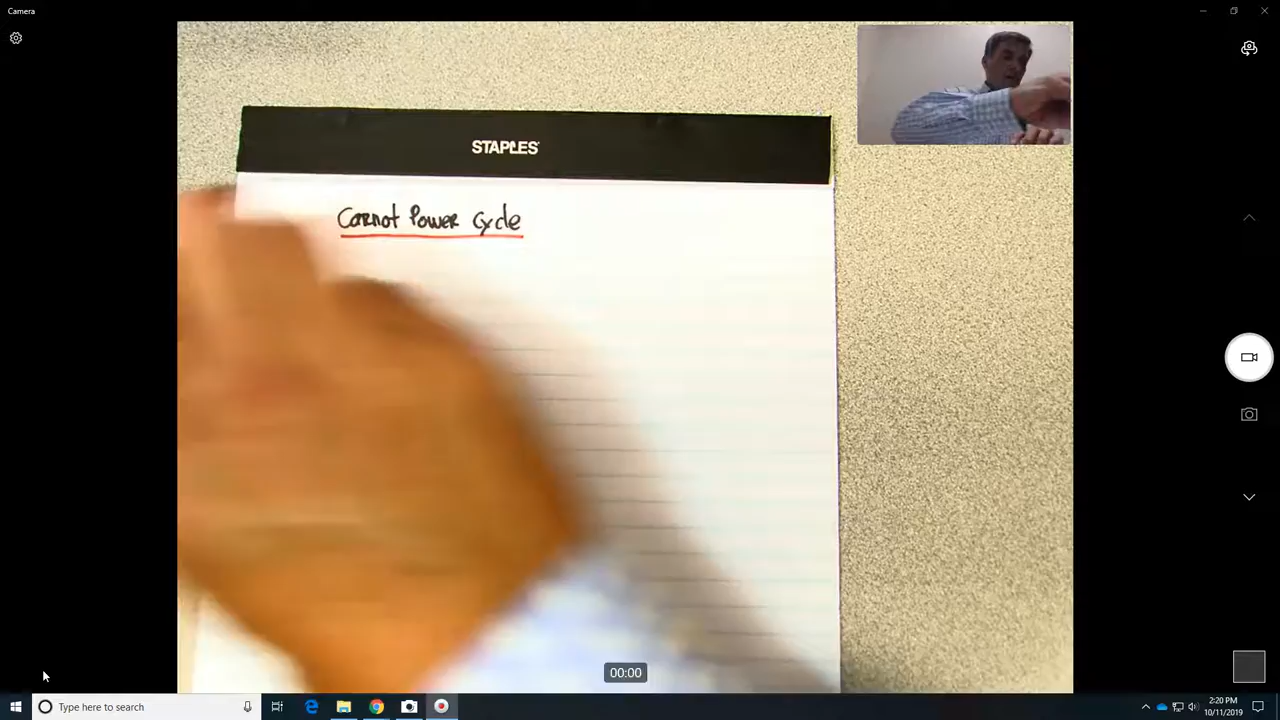 Camera
STAPLES
Carnot Power Cycle
00:00
Type here to search
2:20 PM
10/11/2019